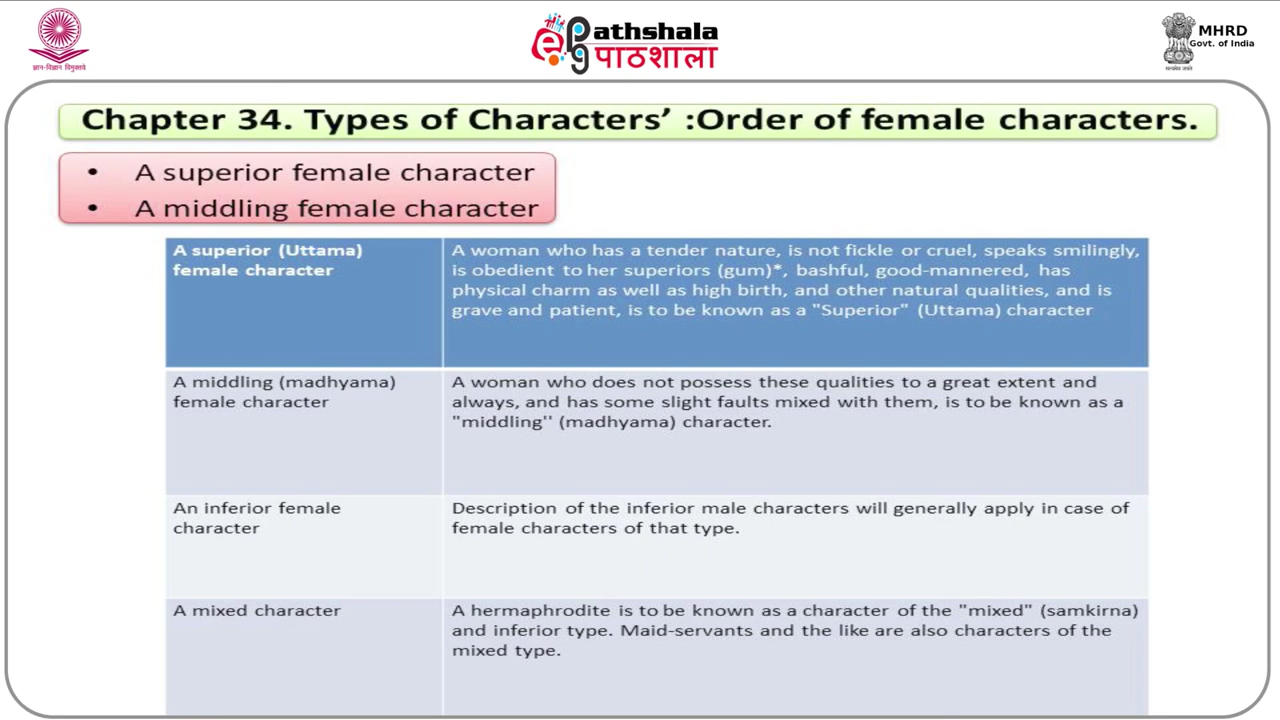 ज्ञान-विज्ञान विमुक्तये
ePathshala
पाठशाला
MHRD
Govt. of India
सत्यमेव जयते
Chapter 34. Types of Characters’ :Order of female characters.
• A superior female character
• A middling female character
A superior (Uttama)
female character
A woman who has a tender nature, is not fickle or cruel, speaks smilingly,
is obedient to her superiors (gum)*, bashful, good-mannered, has
physical charm as well as high birth, and other natural qualities, and is
grave and patient, is to be known as a "Superior" (Uttama) character
A middling (madhyama)
female character
A woman who does not possess these qualities to a great extent and
always, and has some slight faults mixed with them, is to be known as a
"middling'' (madhyama) character.
An inferior female
character
Description of the inferior male characters will generally apply in case of
female characters of that type.
A mixed character
A hermaphrodite is to be known as a character of the "mixed" (samkirna)
and inferior type. Maid-servants and the like are also characters of the
mixed type.